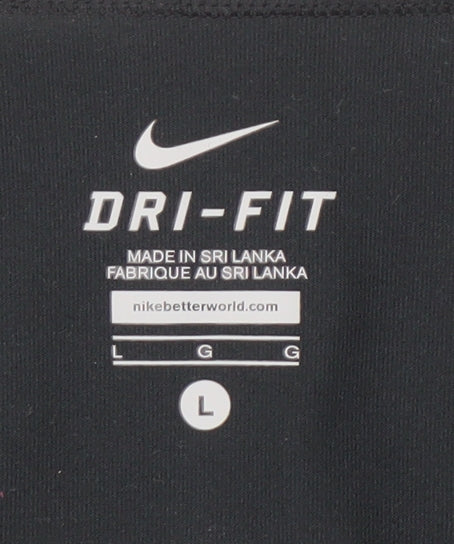 DRI-FIT
MADE IN SRI LANKA
FABRIQUE AU SRI LANKA
nikebetterworld.com
L G G
L